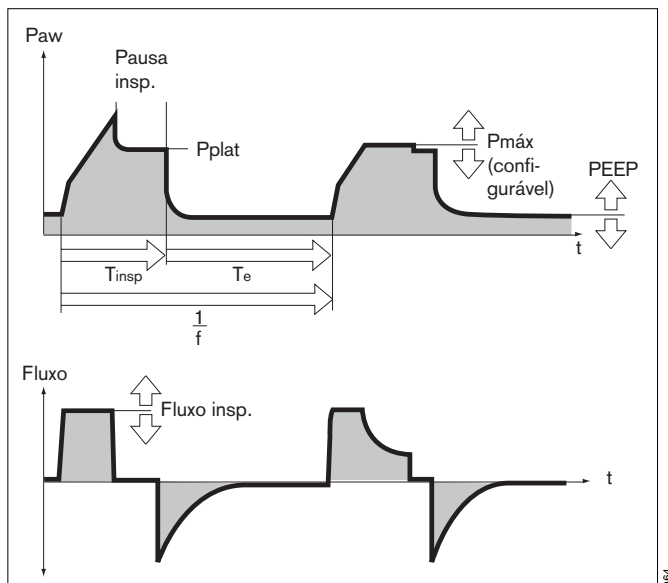 Paw
Pausa
insp.
Pplat
Pmáx
(confi-
gurável)
PEEP
t
Tinsp
Te
1
f
Fluxo
Fluxo insp.
t